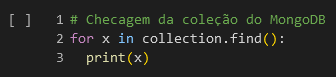 [ ] 1 # Checagem da coleção do MongoDB
2 for x in collection.find():
3   print(x)